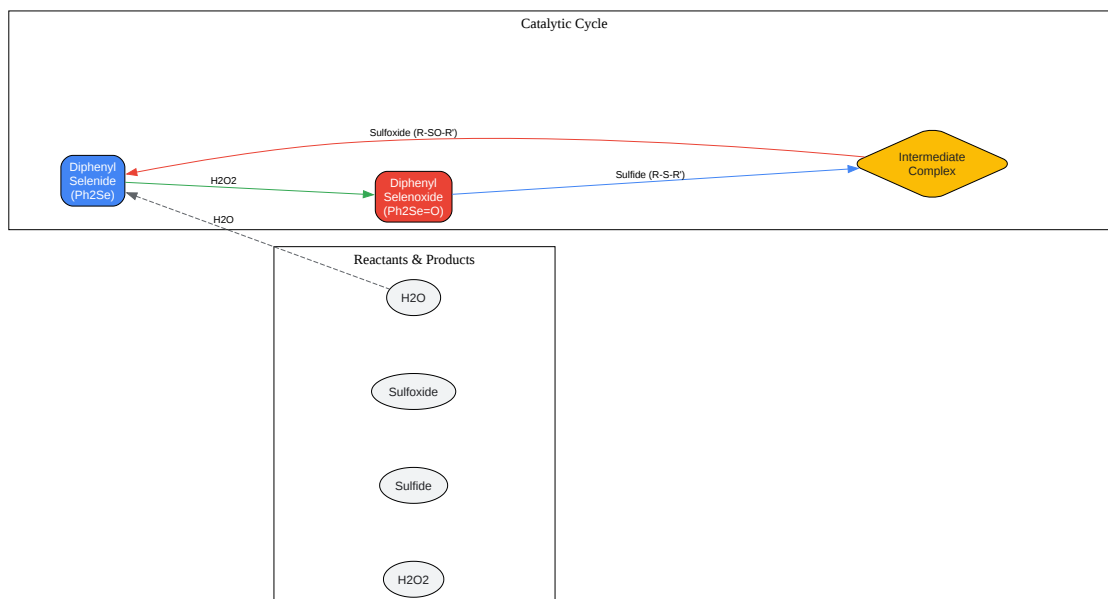 Catalytic Cycle
Sulfoxide (R-SO-R')
Diphenyl
Selenide
(Ph2Se)
H2O2
Diphenyl
Selenoxide
(Ph2Se=O)
Sulfide (R-S-R')
Intermediate
Complex
H2O
Reactants & Products
H2O
Sulfoxide
Sulfide
H2O2